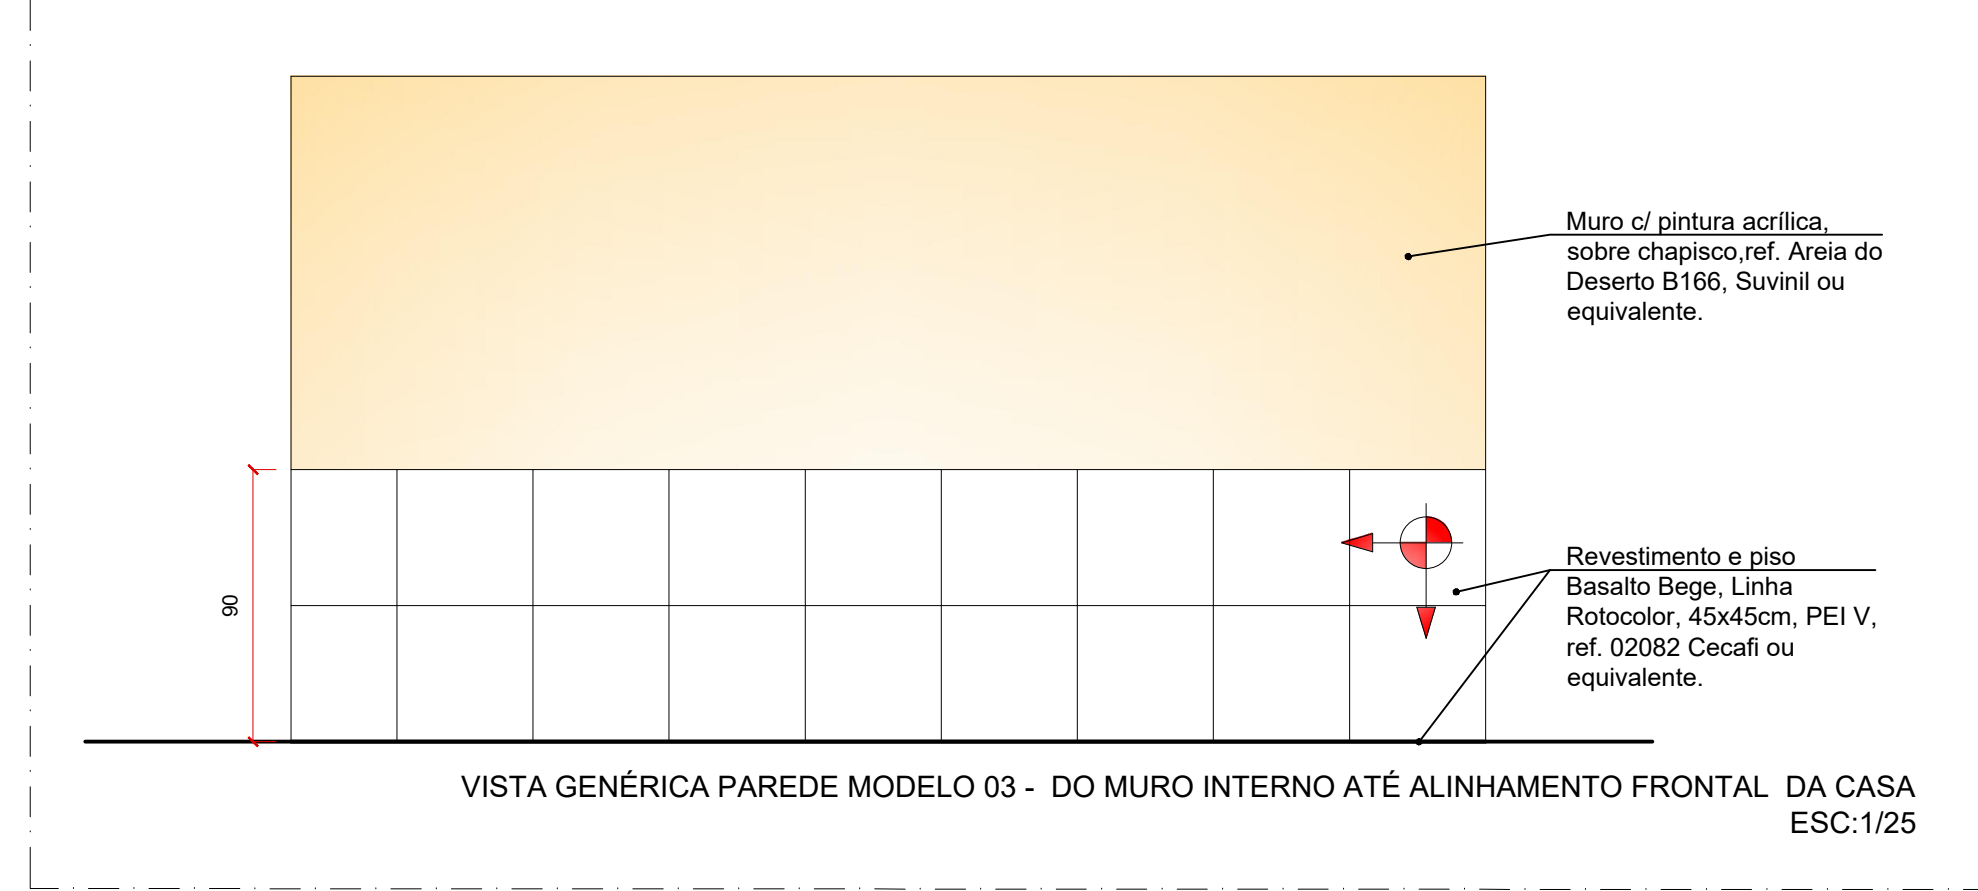 Muro c/ pintura acrílica,
sobre chapisco,ref. Areia do
Deserto B166, Suvinil ou
equivalente.
90
Revestimento e piso
Basalto Bege, Linha
Rotocolor, 45x45cm, PEI V,
ref. 02082 Cecafi ou
equivalente.
VISTA GENÉRICA PAREDE MODELO 03 - DO MURO INTERNO ATÉ ALINHAMENTO FRONTAL DA CASA
ESC:1/25